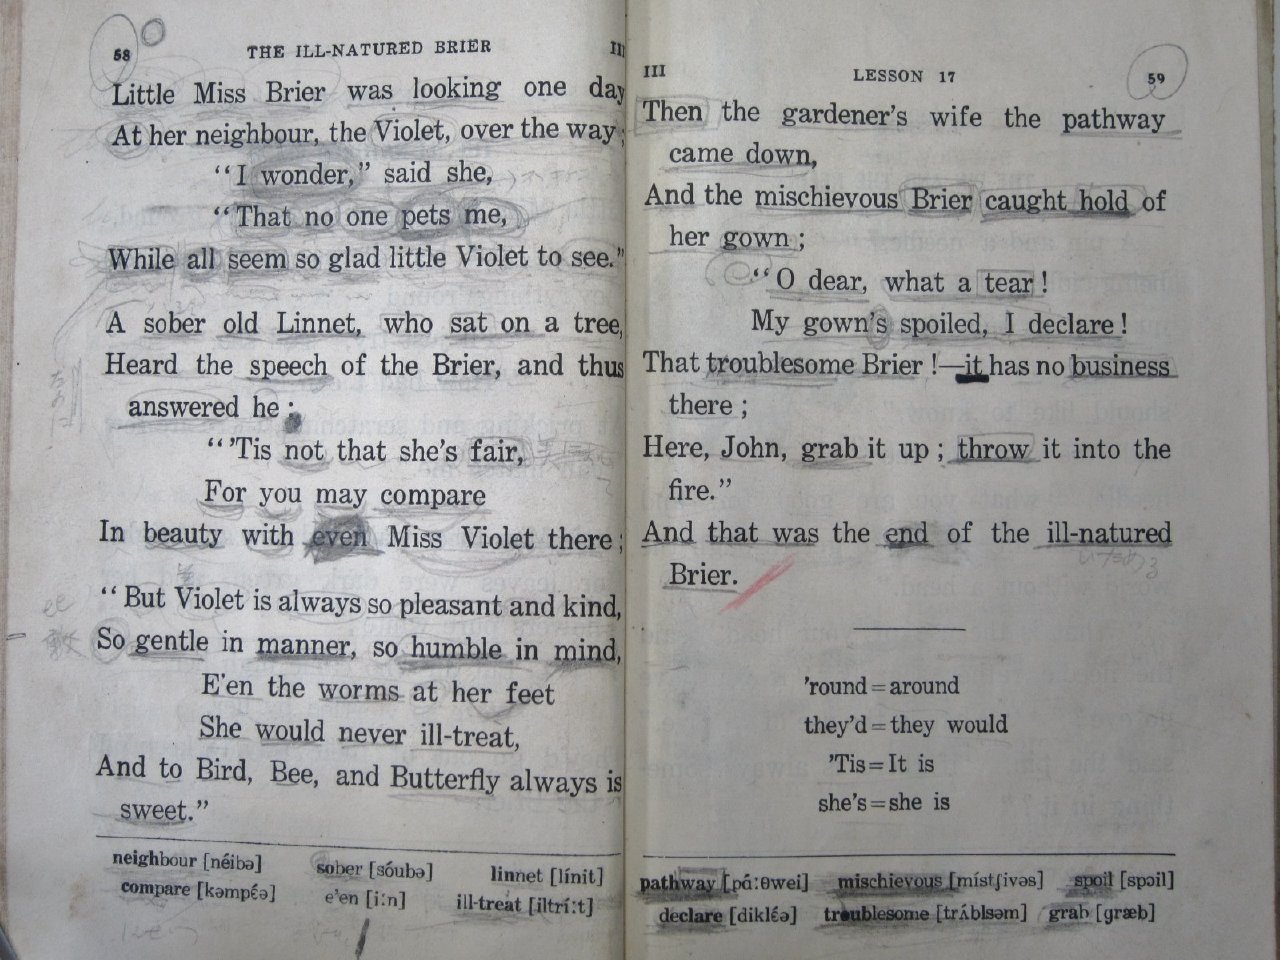 58 THE ILL-NATURED BRIER III
Little Miss Brier was looking one day
At her neighbour, the Violet, over the way;
“I wonder,” said she,
“That no one pets me,
While all seem so glad little Violet to see.”
A sober old Linnet, who sat on a tree,
Heard the speech of the Brier, and thus
answered he:
“’Tis not that she’s fair,
For you may compare
In beauty with even Miss Violet there;
“But Violet is always so pleasant and kind,
So gentle in manner, so humble in mind,
E’en the worms at her feet
She would never ill-treat,
And to Bird, Bee, and Butterfly always is
sweet.”
neighbour [néibə] sober [sóubə] linnet [línit]
compare [kəmpɛ́ə] e’en [iːn] ill-treat [iltríːt]
III LESSON 17 59
Then the gardener’s wife the pathway
came down,
And the mischievous Brier caught hold of
her gown;
“O dear, what a tear!
My gown’s spoiled, I declare!
That troublesome Brier!—it has no business
there;
Here, John, grab it up; throw it into the
fire.”
And that was the end of the ill-natured
Brier.
’round=around
they’d=they would
’Tis=It is
she’s=she is
pathway [pɑ́ːθwei] mischievous [místʃivəs] spoil [spɔil]
declare [diklɛ́ə] troublesome [trʌ́blsəm] grab [græb]